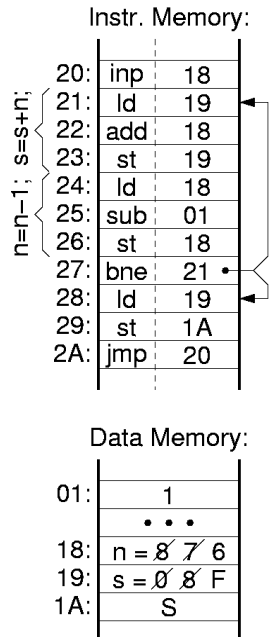 Instr. Memory:
20: inp 18
21: ld 19
22: add 18
23: st 19
24: ld 18
25: sub 01
26: st 18
27: bne 21
28: ld 19
29: st 1A
2A: jmp 20
s=s+n;
n=n−1;
Data Memory:
01: 1
• • •
18: n = 8 7 6
19: s = 0 8 F
1A: S